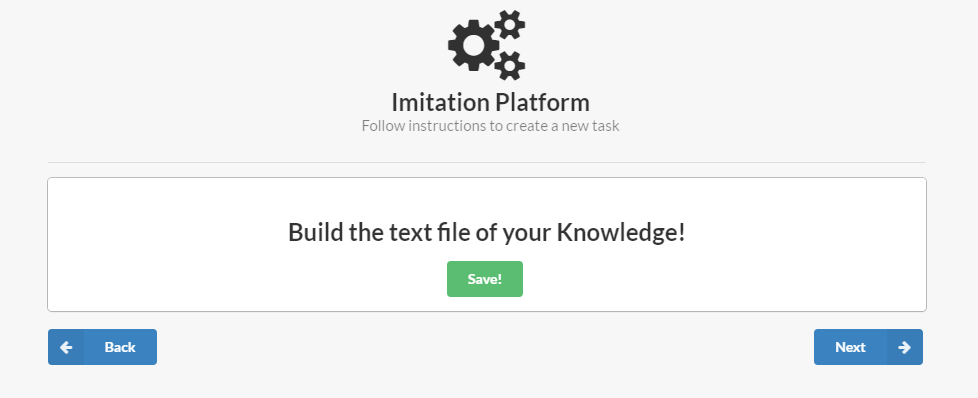 Imitation Platform
Follow instructions to create a new task
Build the text file of your Knowledge!
Save!
Back
Next